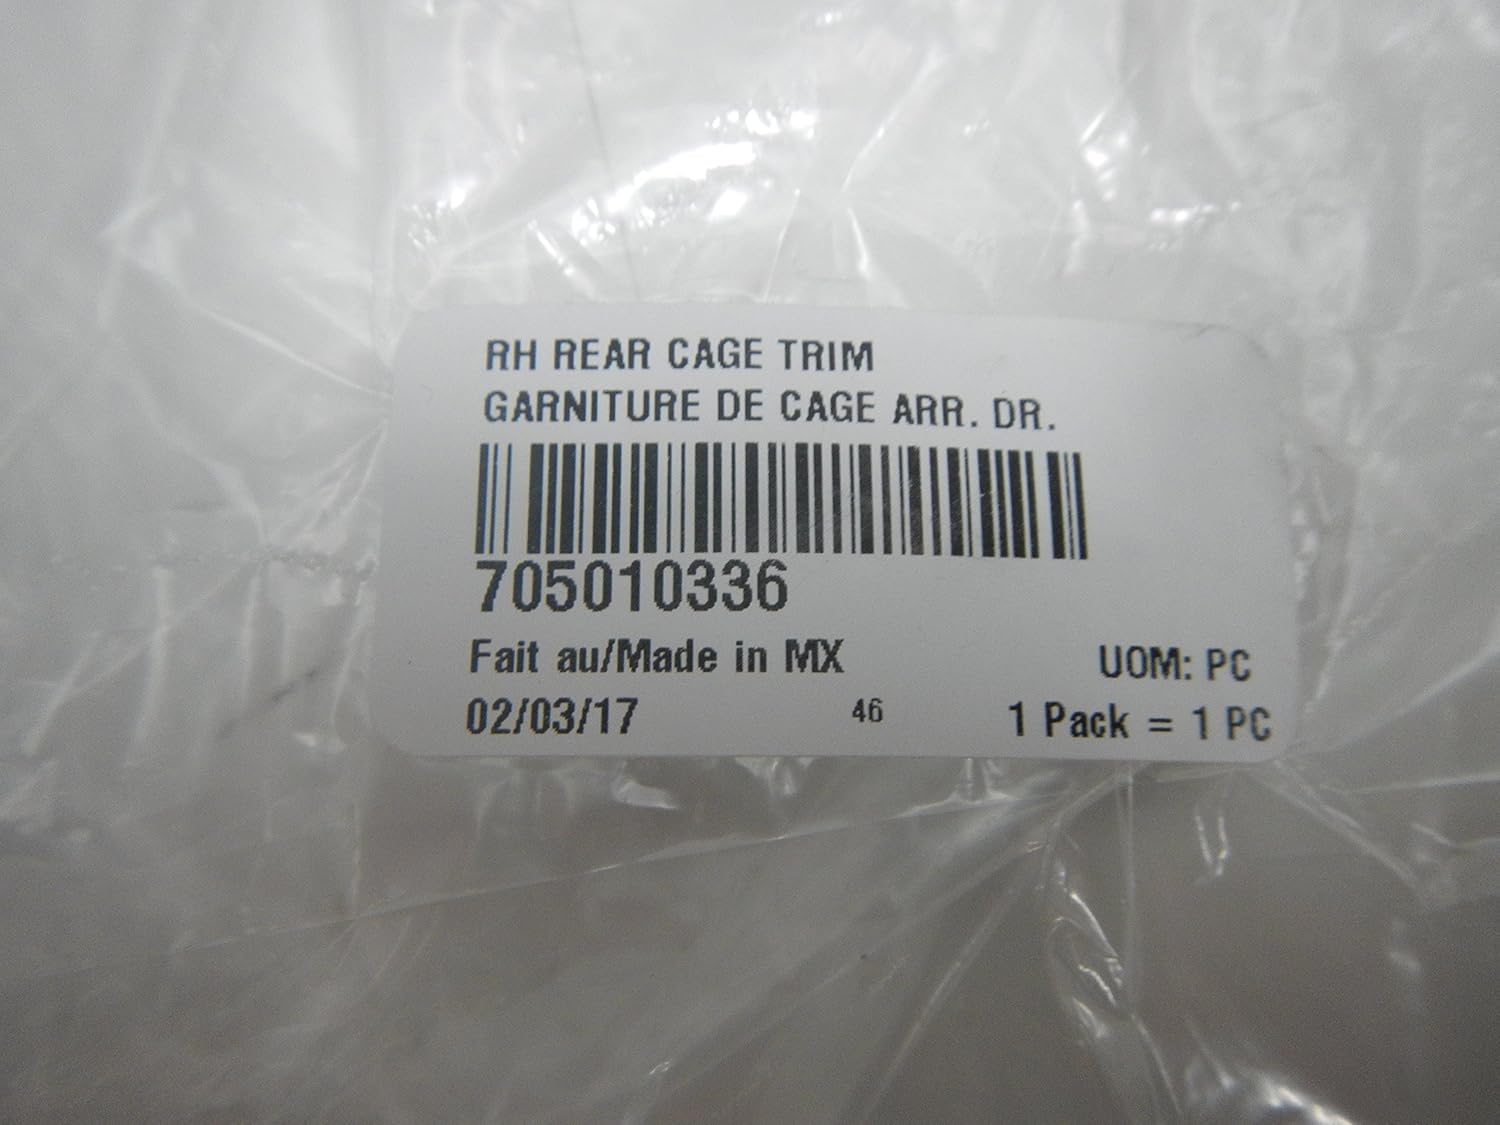 RH REAR CAGE TRIM
GARNITURE DE CAGE ARR. DR.
705010336
Fait au/Made in MX UOM: PC
02/03/17 46 1 Pack = 1 PC